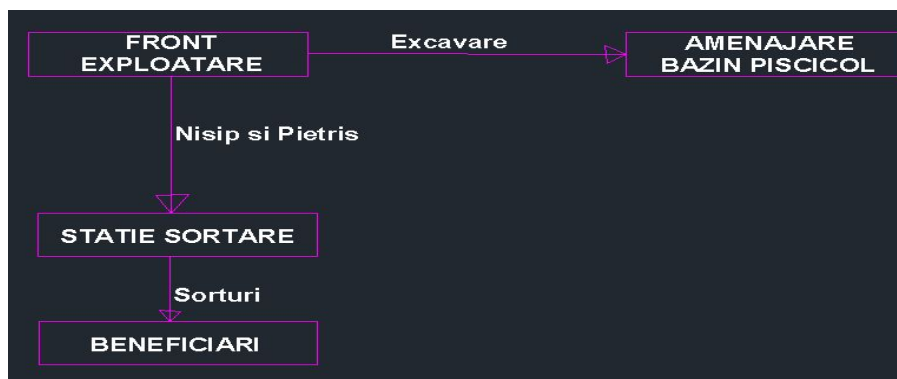 FRONT
EXPLOATARE
Excavare
AMENAJARE
BAZIN PISCICOL
Nisip si Pietris
STATIE SORTARE
Sorturi
BENEFICIARI